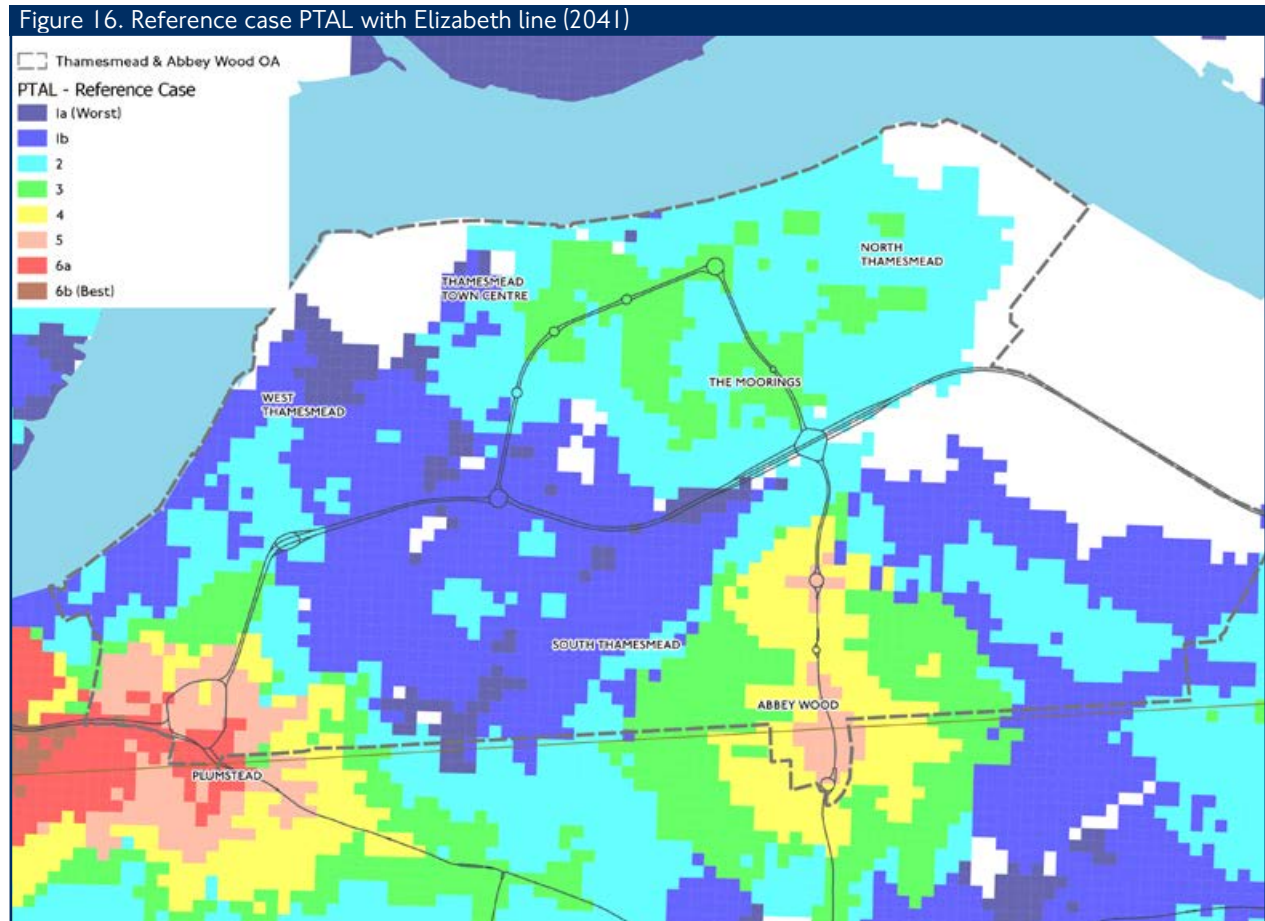 Figure 16. Reference case PTAL with Elizabeth line (2041)
Thamesmead & Abbey Wood OA
PTAL - Reference Case
1a (Worst)
1b
2
3
4
5
6a
6b (Best)
NORTH
THAMESMEAD
THAMESMEAD
TOWN CENTRE
THE MOORINGS
WEST
THAMESMEAD
SOUTH THAMESMEAD
ABBEY WOOD
PLUMSTEAD